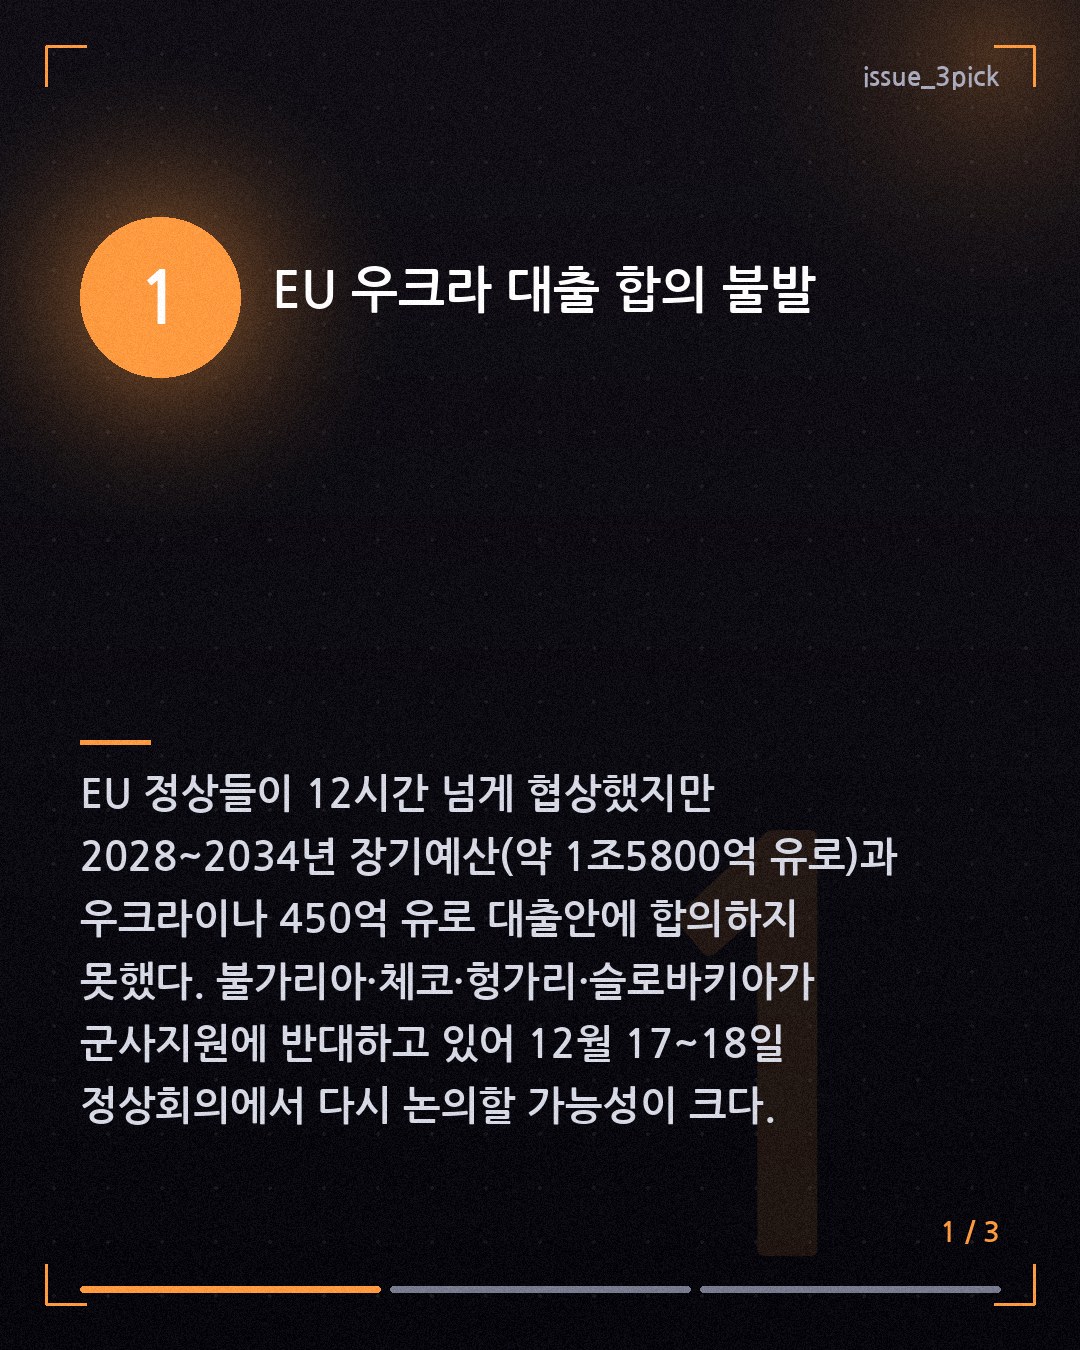 issue_3pick
1
EU 우크라 대출 합의 불발
EU 정상들이 12시간 넘게 협상했지만
2028~2034년 장기예산(약 1조5800억 유로)과
우크라이나 450억 유로 대출안에 합의하지
못했다. 불가리아·체코·헝가리·슬로바키아가
군사지원에 반대하고 있어 12월 17~18일
정상회의에서 다시 논의할 가능성이 크다.
1
1 / 3